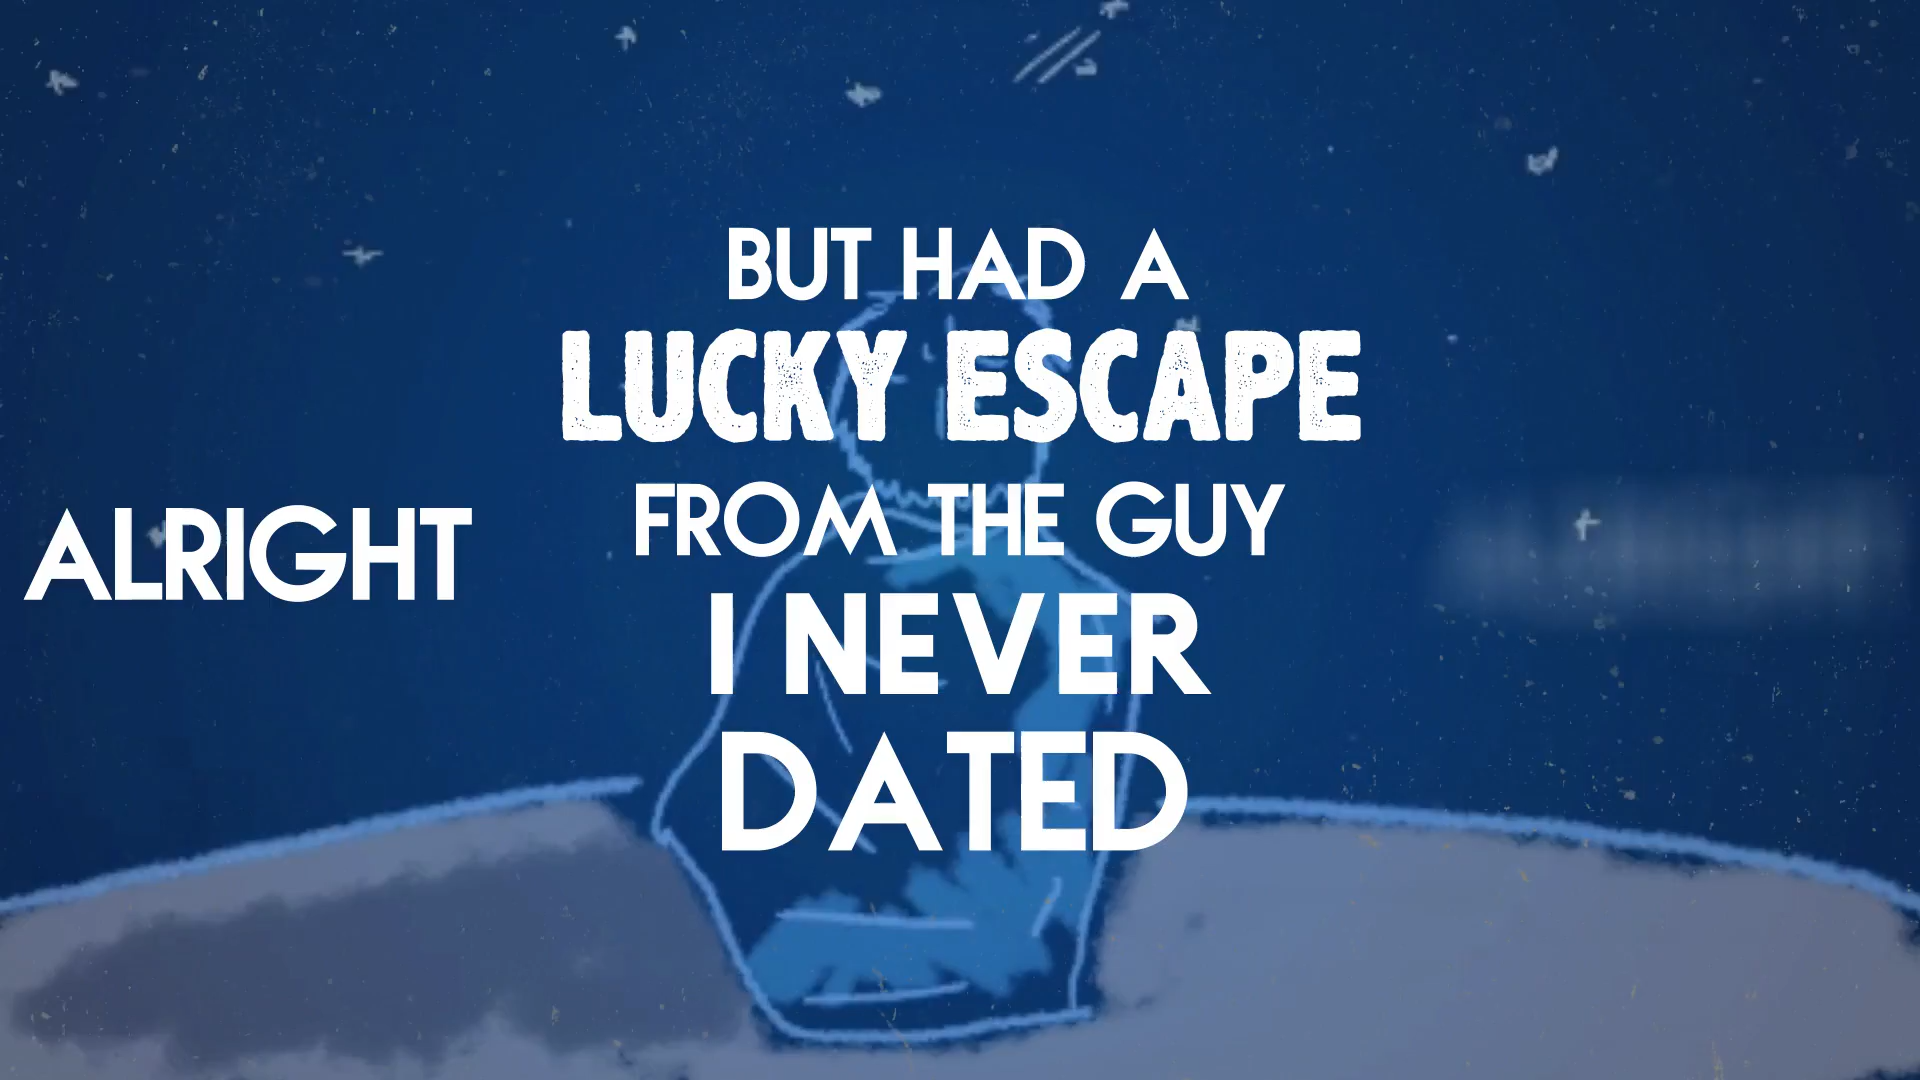 ALRIGHT
BUT HAD A
LUCKY ESCAPE
FROM THE GUY
I NEVER
DATED